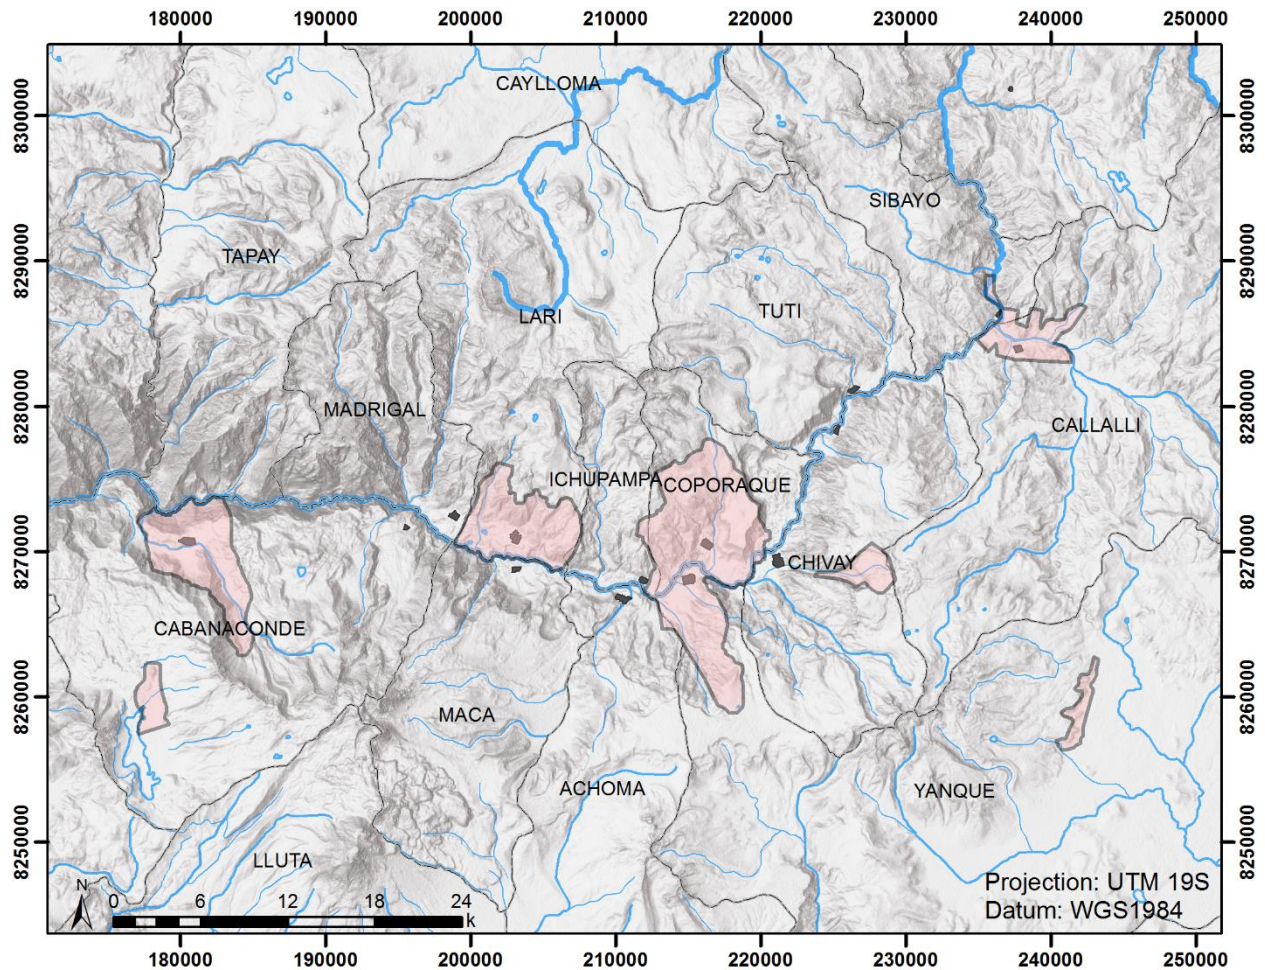 180000 190000 200000 210000 220000 230000 240000 250000
8300000 8300000
CAYLLOMA
SIBAYO
TAPAY
8290000 8290000
TUTI
LARI
MADRIGAL
8280000 8280000
CALLALLI
ICHUPAMPA COPORAQUE
8270000 8270000
CHIVAY
CABANACONDE
8260000 8260000
MACA
ACHOMA
YANQUE
8250000 8250000
LLUTA
N
0 6 12 18 24
k
Projection: UTM 19S
Datum: WGS1984
180000 190000 200000 210000 220000 230000 240000 250000